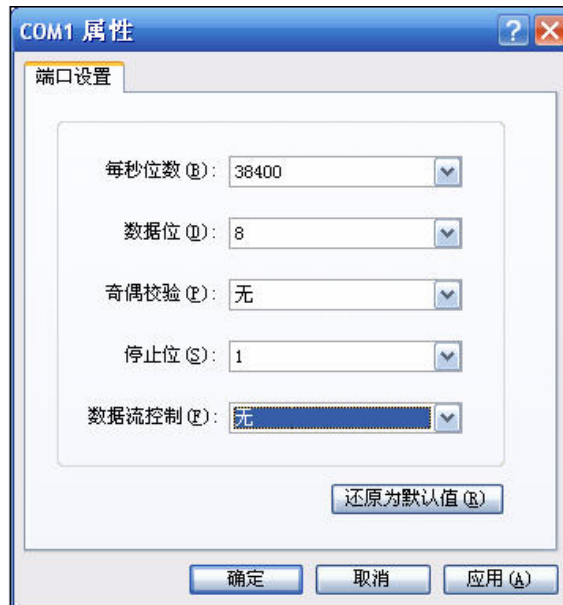 COM1 属性
端口设置
每秒位数(B): 38400
数据位(D): 8
奇偶校验(P): 无
停止位(S): 1
数据流控制(F): 无
还原为默认值(R)
确定 取消 应用(A)